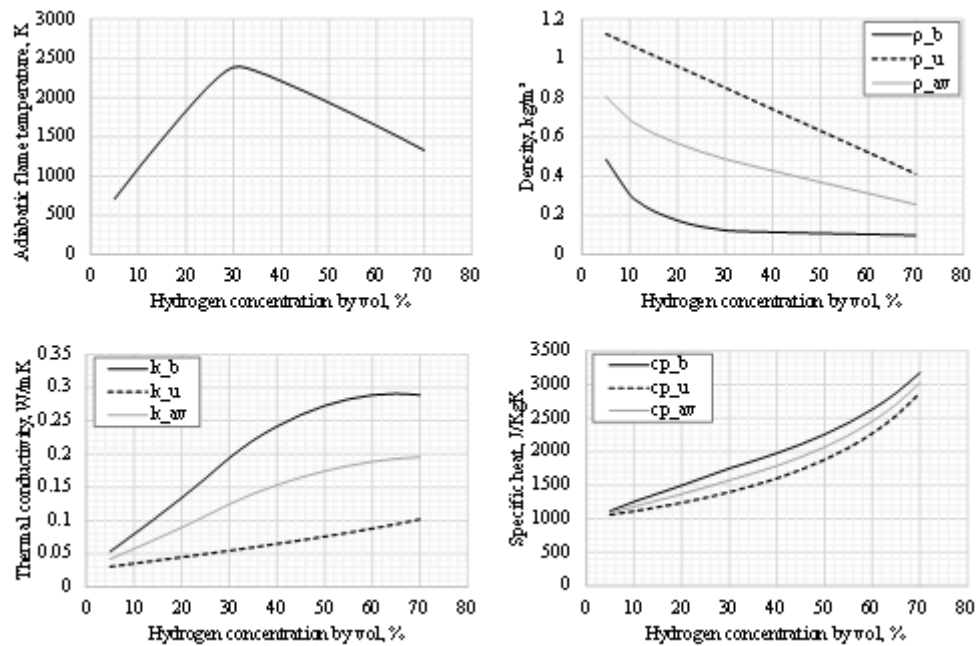 Adiabatic flame temperature, K
3000
2500
2000
1500
1000
500
0
0 10 20 30 40 50 60 70 80
Hydrogen concentration by vol, %
Density, kg/m³
1.2
1
0.8
0.6
0.4
0.2
0
ρ_b
ρ_u
ρ_av
0 10 20 30 40 50 60 70 80
Hydrogen concentration by vol, %
Thermal conductivity, W/mK
0.35
0.3
0.25
0.2
0.15
0.1
0.05
0
k_b
k_u
k_av
0 10 20 30 40 50 60 70 80
Hydrogen concentration by vol, %
Specific heat, J/KgK
3500
3000
2500
2000
1500
1000
500
0
cp_b
cp_u
cp_av
0 10 20 30 40 50 60 70 80
Hydrogen concentration by vol, %